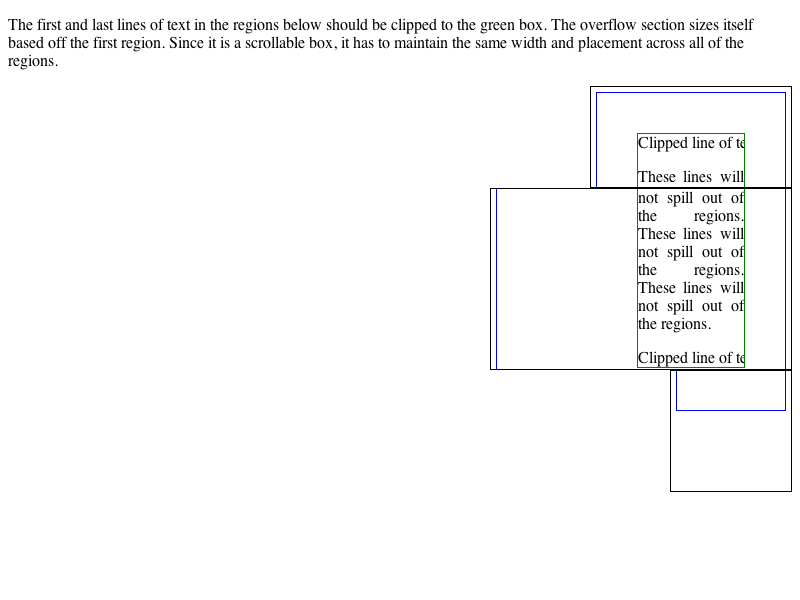 The first and last lines of text in the regions below should be clipped to the green box. The overflow section sizes itself
based off the first region. Since it is a scrollable box, it has to maintain the same width and placement across all of the
regions.
Clipped line of te
These lines will
not spill out of
the regions.
These lines will
not spill out of
the regions.
These lines will
not spill out of
the regions.
Clipped line of te